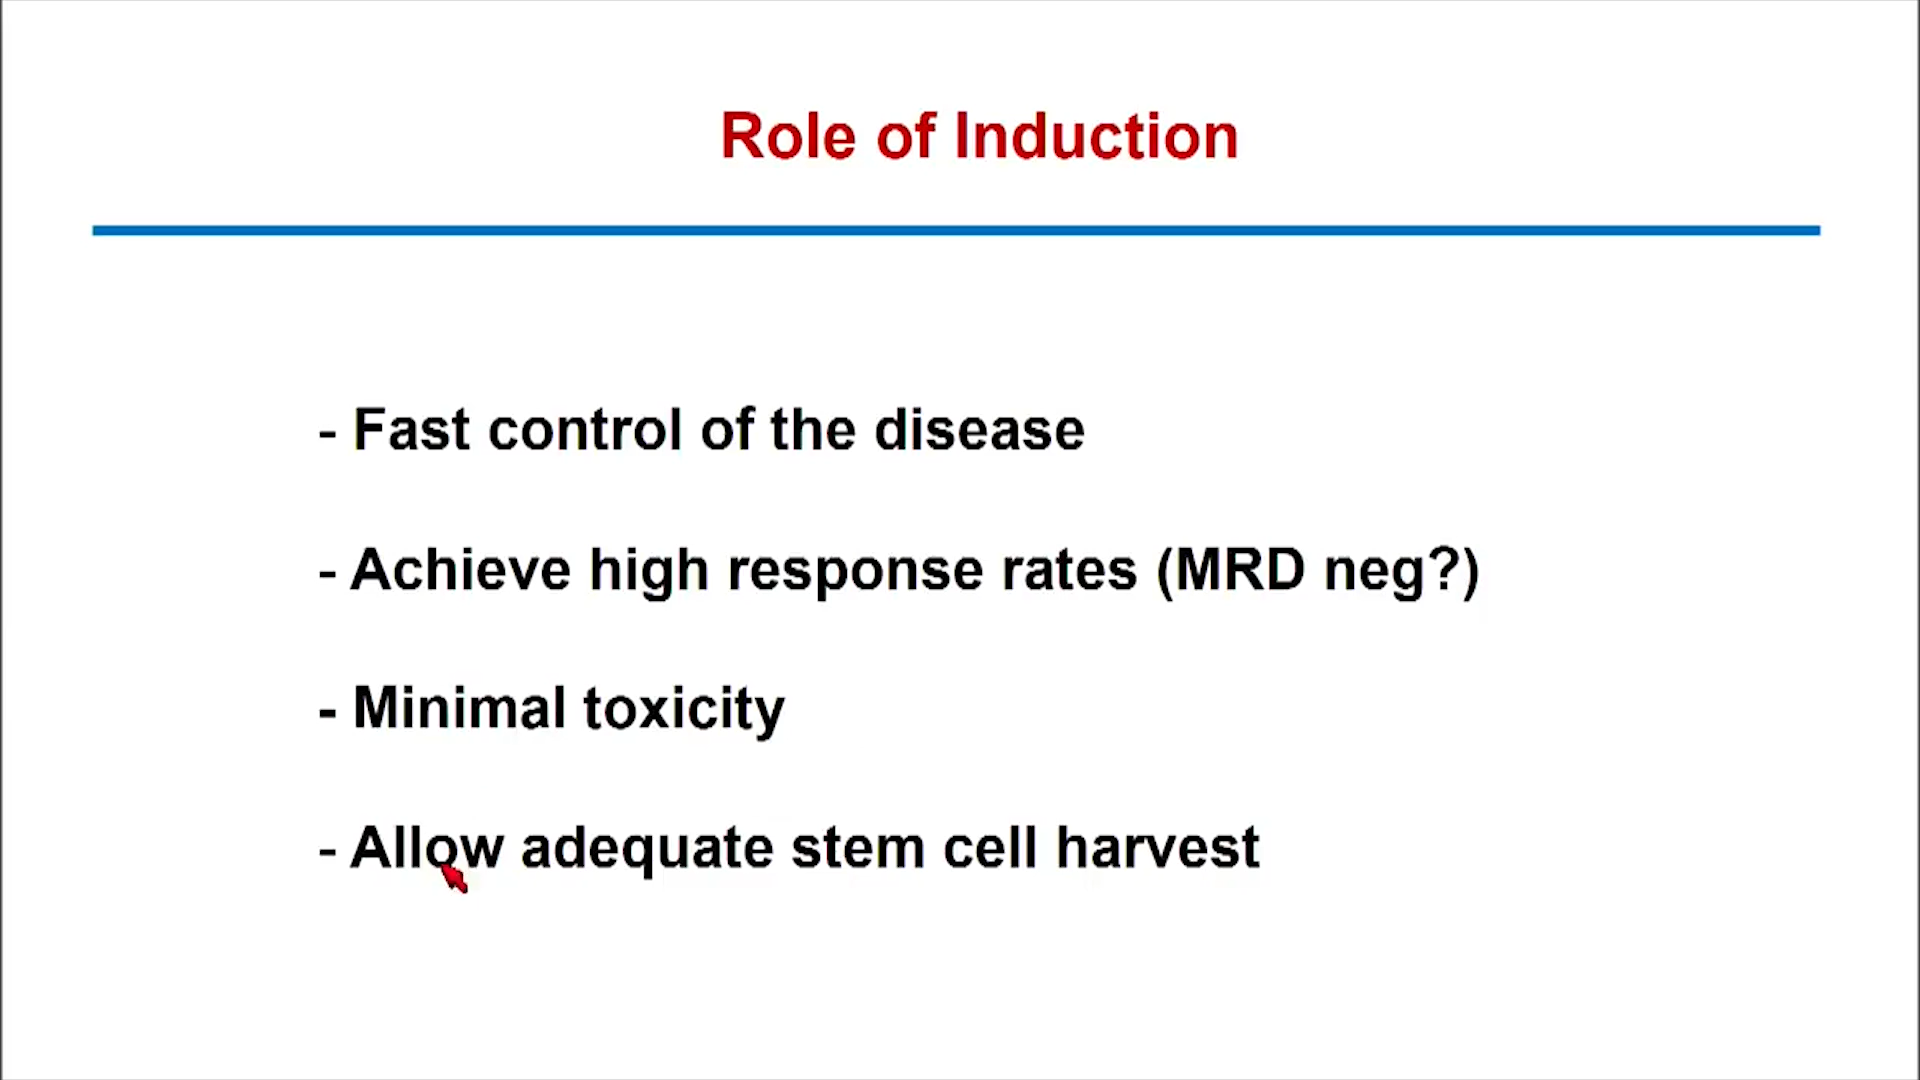 Role of Induction
- Fast control of the disease
- Achieve high response rates (MRD neg?)
- Minimal toxicity
- Allow adequate stem cell harvest